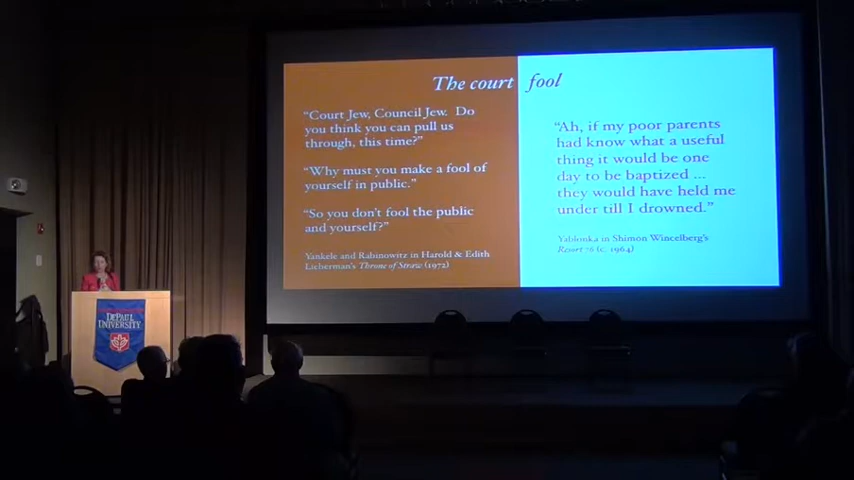 The court fool
"Court Jew, Council Jew. Do
you think you can pull us
through, this time?"
"Why must you make a fool of
yourself in public."
"So you don't fool the public
and yourself?"
Yankele and Rabinowitz in Harold & Edith
Lieberman's Throne of Straw (1972)
"Ah, if my poor parents
had know what a useful
thing it would be one
day to be baptized ...
they would have held me
under till I drowned."
Yablonka in Shimon Wincelberg's
Resort 76 (c. 1964)
DEPAUL
UNIVERSITY